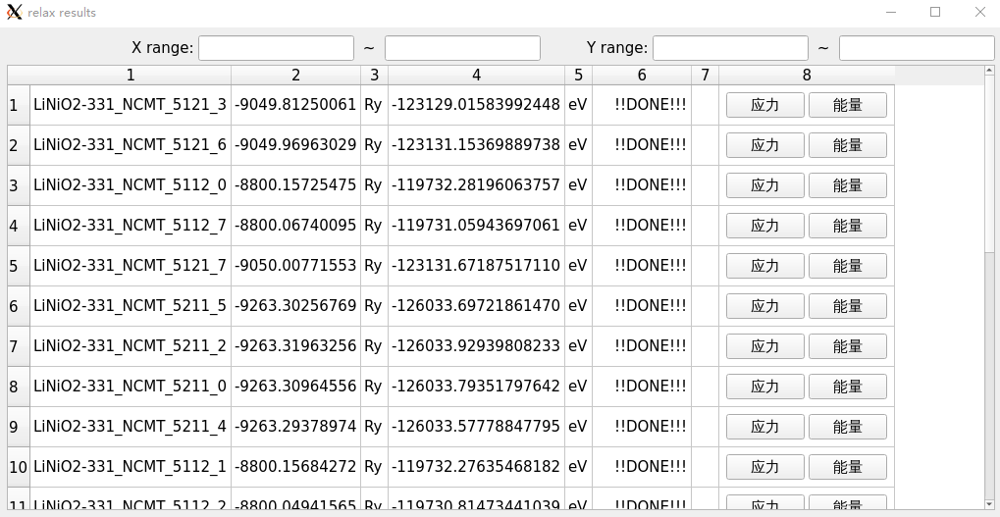 relax results
X range: ~ Y range: ~
1 2 3 4 5 6 7 8
1 LiNiO2-331_NCMT_5121_3 -9049.81250061 Ry -123129.01583992448 eV !!DONE!!! 应力 能量
2 LiNiO2-331_NCMT_5121_6 -9049.96963029 Ry -123131.15369889738 eV !!DONE!!! 应力 能量
3 LiNiO2-331_NCMT_5112_0 -8800.15725475 Ry -119732.28196063757 eV !!DONE!!! 应力 能量
4 LiNiO2-331_NCMT_5112_7 -8800.06740095 Ry -119731.05943697061 eV !!DONE!!! 应力 能量
5 LiNiO2-331_NCMT_5121_7 -9050.00771553 Ry -123131.67187517110 eV !!DONE!!! 应力 能量
6 LiNiO2-331_NCMT_5211_5 -9263.30256769 Ry -126033.69721861470 eV !!DONE!!! 应力 能量
7 LiNiO2-331_NCMT_5211_2 -9263.31963256 Ry -126033.92939808233 eV !!DONE!!! 应力 能量
8 LiNiO2-331_NCMT_5211_0 -9263.30964556 Ry -126033.79351797642 eV !!DONE!!! 应力 能量
9 LiNiO2-331_NCMT_5211_4 -9263.29378974 Ry -126033.57778847795 eV !!DONE!!! 应力 能量
10 LiNiO2-331_NCMT_5112_1 -8800.15684272 Ry -119732.27635468182 eV !!DONE!!! 应力 能量
11 LiNiO2-331_NCMT_5112_2 -8800.04941565 Ry -119730.81473441039 eV !!DONE!!! 应力 能量